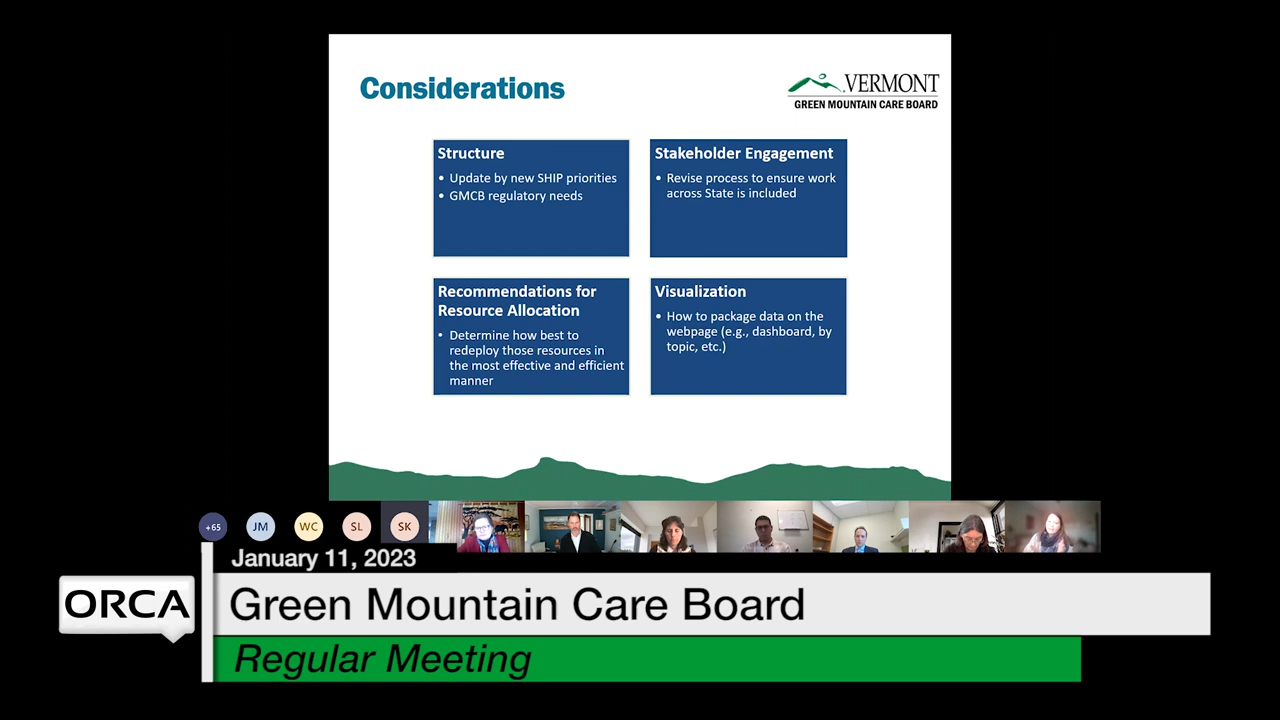 Considerations
VERMONT
GREEN MOUNTAIN CARE BOARD
Structure
• Update by new SHIP priorities
• GMCB regulatory needs
Stakeholder Engagement
• Revise process to ensure work
across State is included
Recommendations for
Resource Allocation
• Determine how best to
redeploy those resources in
the most effective and efficient
manner
Visualization
• How to package data on the
webpage (e.g., dashboard, by
topic, etc.)
+65
JM
WC
SL
SK
January 11, 2023
ORCA
Green Mountain Care Board
Regular Meeting